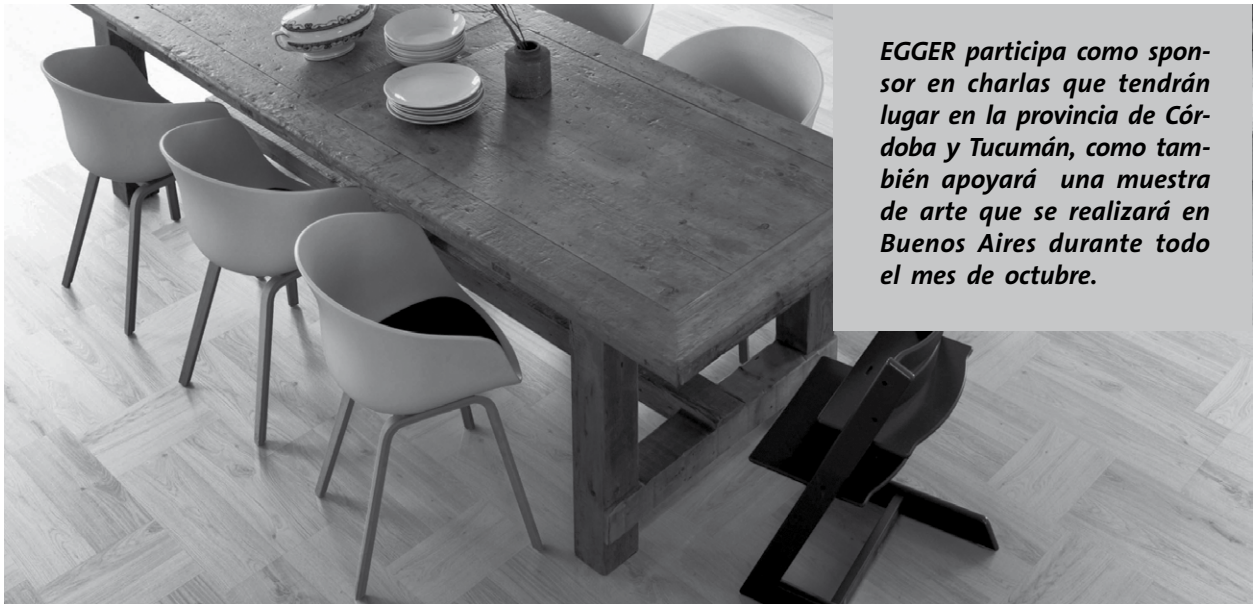 EGGER participa como spon-
sor en charlas que tendrán
lugar en la provincia de Cór-
doba y Tucumán, como tam-
bién apoyará  una muestra
de arte que se realizará en
Buenos Aires durante todo
el mes de octubre.